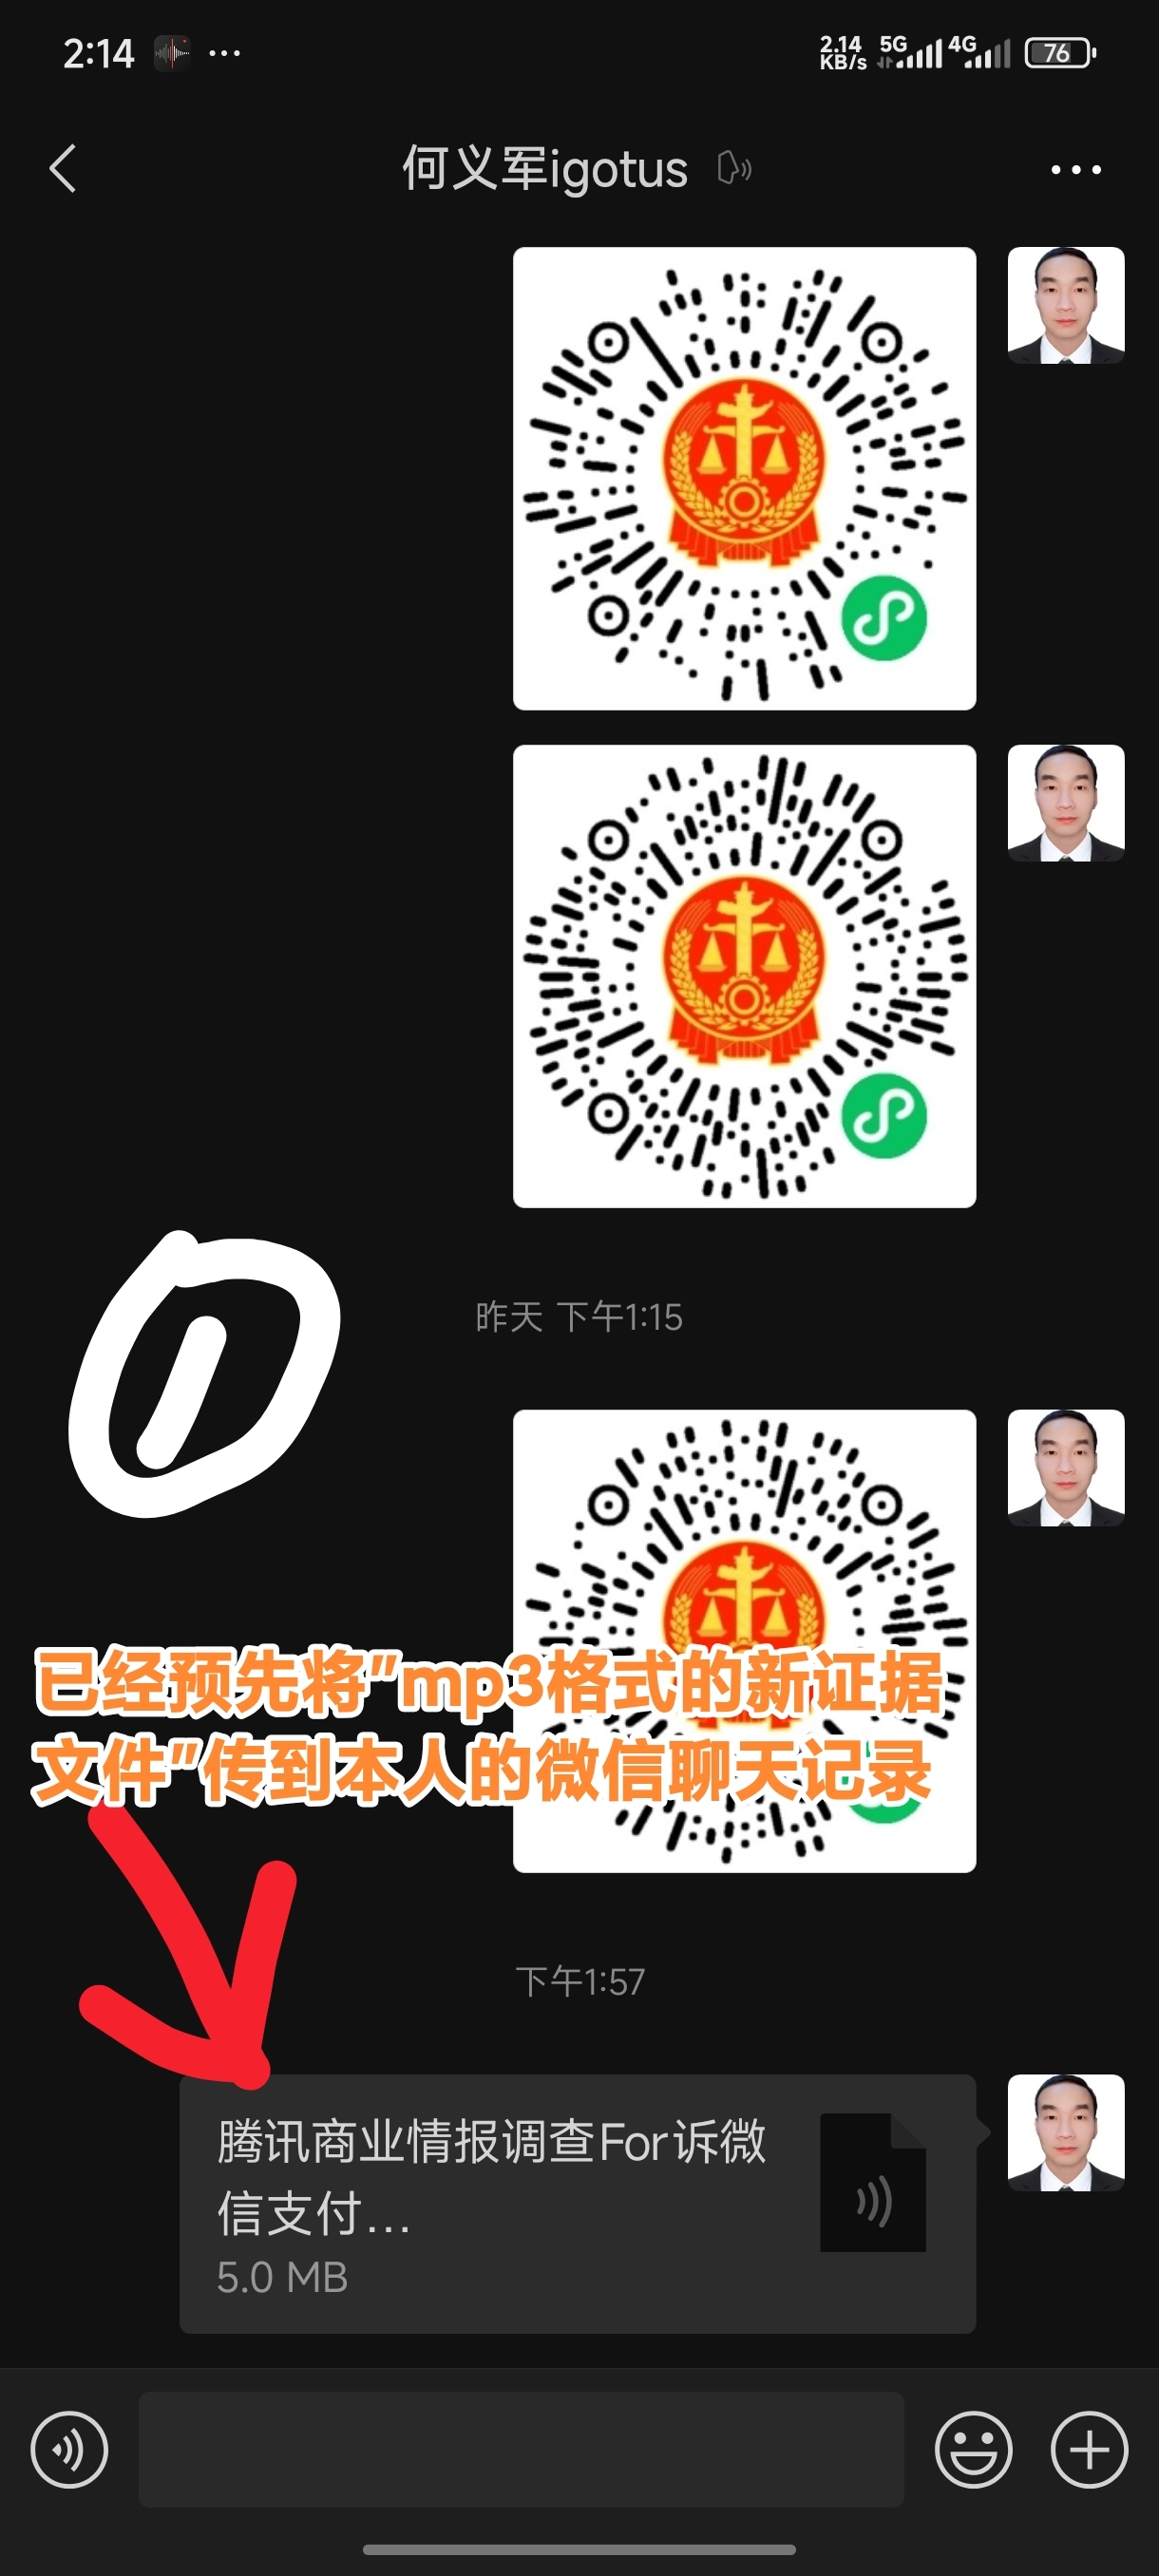 2:14
2.14
KB/s
5G
4G
76
何义军igotus
昨天 下午1:15
①
已经预先将"mp3格式的新证据
文件"传到本人的微信聊天记录
下午1:57
腾讯商业情报调查For诉微
信支付...
5.0 MB